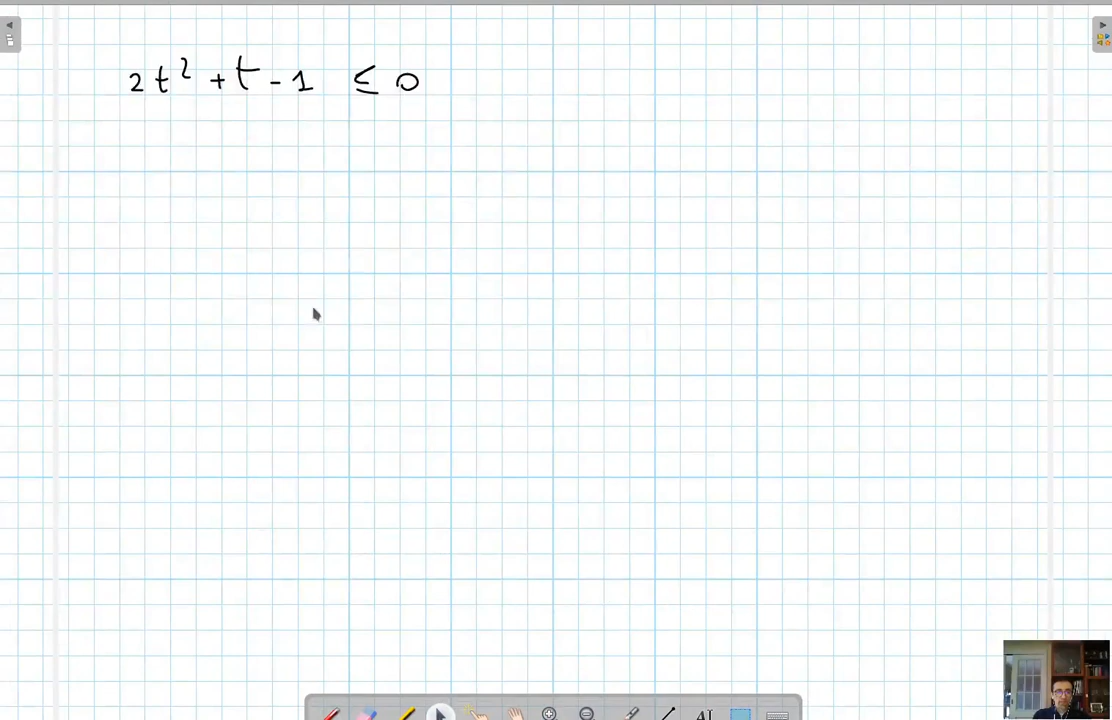 2t² + t - 1 ≤ 0